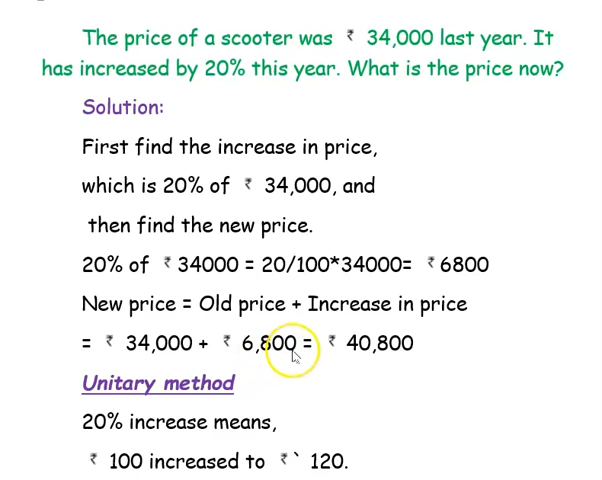 The price of a scooter was ₹ 34,000 last year. It
has increased by 20% this year. What is the price now?
Solution:
First find the increase in price,
which is 20% of ₹ 34,000, and
then find the new price.
20% of ₹ 34000 = 20/100*34000= ₹ 6800
New price = Old price + Increase in price
= ₹ 34,000 + ₹ 6,800 = ₹ 40,800
Unitary method
20% increase means,
₹ 100 increased to ₹` 120.